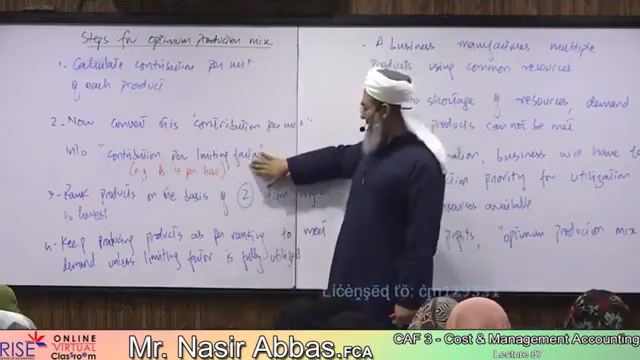 Steps for optimum production mix
1. Calculate contribution per unit
of each product
2. Now convert this "contribution per unit"
into "contribution per limiting factor"
(e.g. Rs 4 per hour)
3. Rank products on the basis of 2 from highest
to lowest
4. Keep producing products as per ranking to meet
demand unless limiting factor is fully utilized
A business manufactures multiple
products using common resources
to shortage of resources, demand
products can not be met
business will have to
priority for utilization
available
profits, "optimum production mix
Licensed to: cm129331
RISE ONLINE
VIRTUAL
Classroom
Mr. Nasir Abbas.FCA
CAF 3 - Cost & Management Accounting
Lecture 67